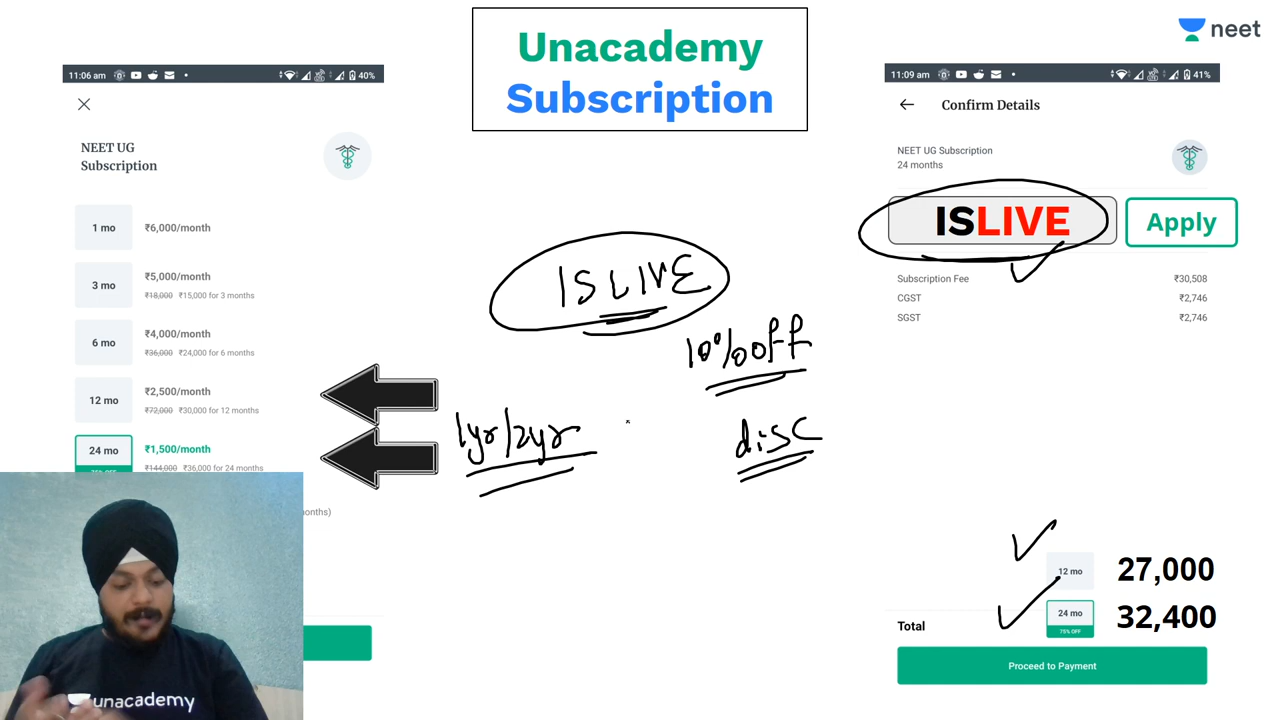 Unacademy
Subscription
neet
11:06 am
40%
NEET UG
Subscription
1 mo
₹6,000/month
3 mo
₹5,000/month
₹18,000 ₹15,000 for 3 months
6 mo
₹4,000/month
₹36,000 ₹24,000 for 6 months
12 mo
₹2,500/month
₹72,000 ₹30,000 for 12 months
24 mo
₹1,500/month
75% OFF
₹144,000 ₹36,000 for 24 months
onths)
unacademy
ISLIVE
10% off
1yr/2yr
disc
11:09 am
41%
Confirm Details
NEET UG Subscription
24 months
ISLIVE
Apply
Subscription Fee ₹30,508
CGST ₹2,746
SGST ₹2,746
12 mo 27,000
Total
24 mo 32,400
75% OFF
Proceed to Payment